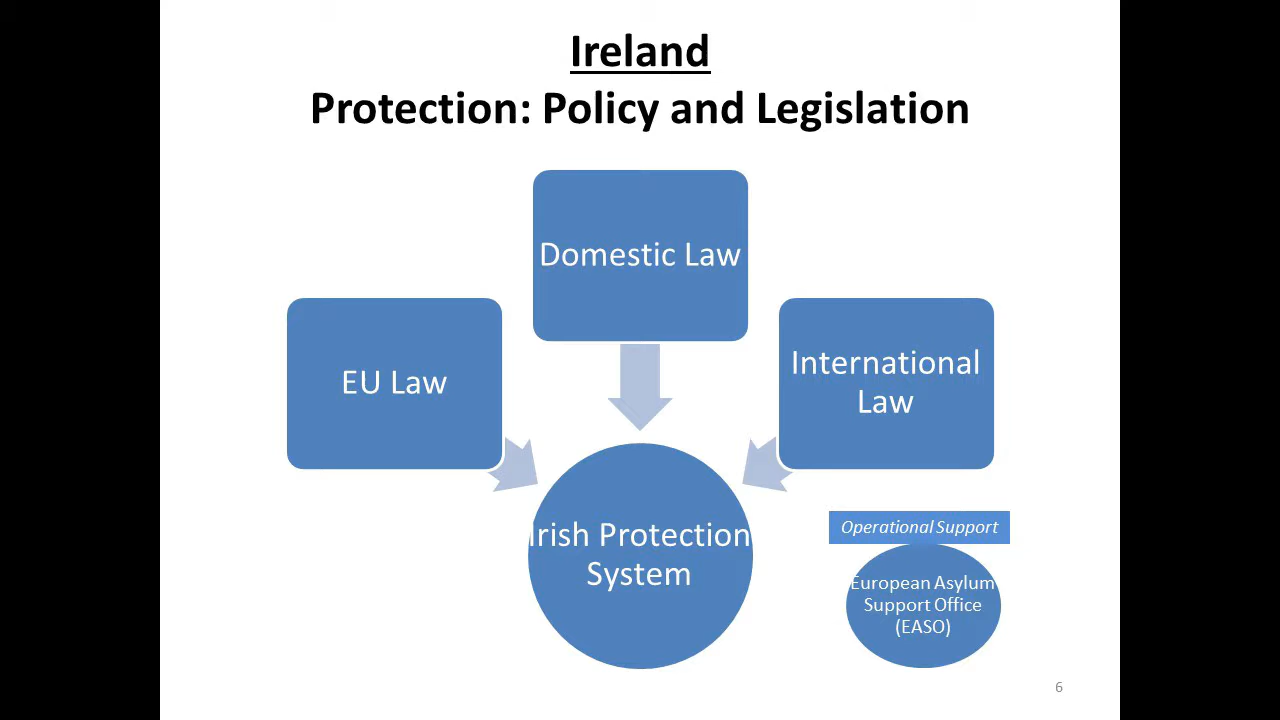 Ireland
Protection: Policy and Legislation
Domestic Law
EU Law
International
Law
Irish Protection
System
Operational Support
European Asylum
Support Office
(EASO)
6